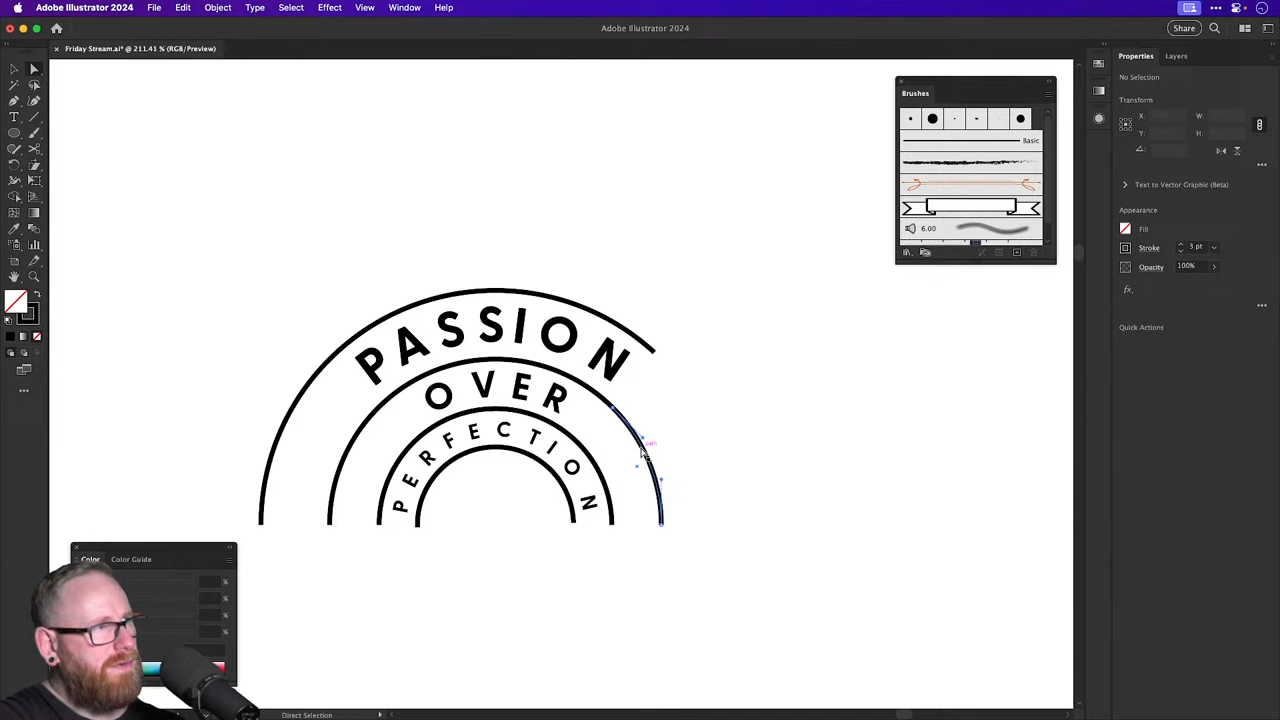 Adobe Illustrator 2024 File Edit Object Type Select Effect View Window Help
Adobe Illustrator 2024
Share
× Friday Stream.ai* @ 211.41 % (RGB/Preview)
Properties Layers
No Selection
Transform
X: W:
Y: H:
Text to Vector Graphic (Beta)
Appearance
Fill
Stroke 3 pt
Opacity 100%
fx.
Quick Actions
Brushes
Basic
6.00
PASSION
OVER
PERFECTION
path
Color Color Guide
%
%
%
%
Direct Selection